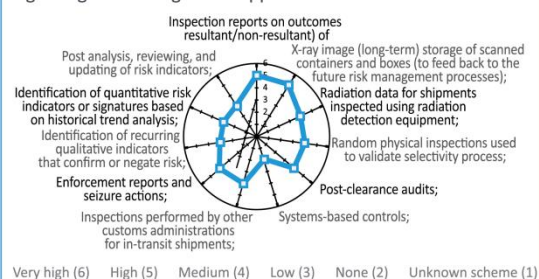 Inspection reports on outcomes
resultant/non-resultant) of
X-ray image (long-term) storage of scanned
containers and boxes (to feed back to the
future risk management processes);
Radiation data for shipments
inspected using radiation
detection equipment;
Random physical inspections used
to validate selectivity process;
Post-clearance audits;
Systems-based controls;
Inspections performed by other
customs administrations
for in-transit shipments;
Enforcement reports and
seizure actions;
Identification of recurring
qualitative indicators
that confirm or negate risk;
Identification of quantitative risk
indicators or signatures based
on historical trend analysis;
Post analysis, reviewing, and
updating of risk indicators;
6
5
4
3
Very high (6) High (5) Medium (4) Low (3) None (2) Unknown scheme (1)